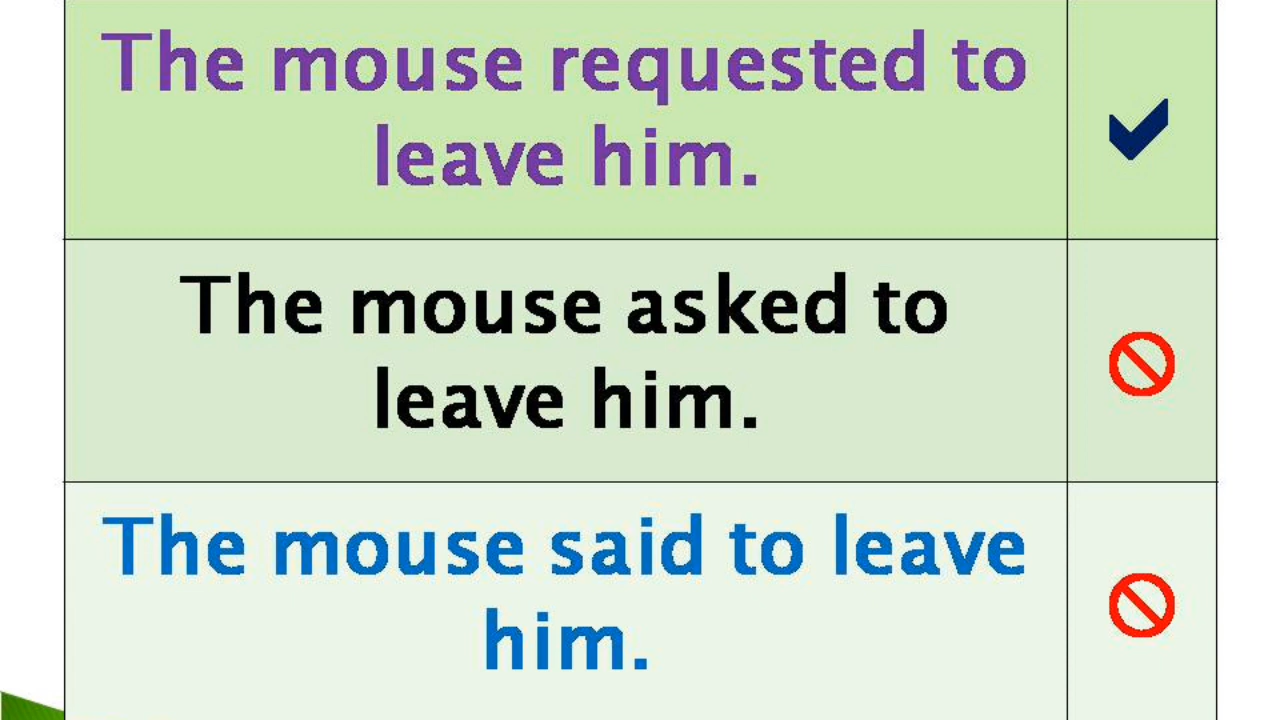 The mouse requested to
leave him.
The mouse asked to
leave him.
The mouse said to leave
him.